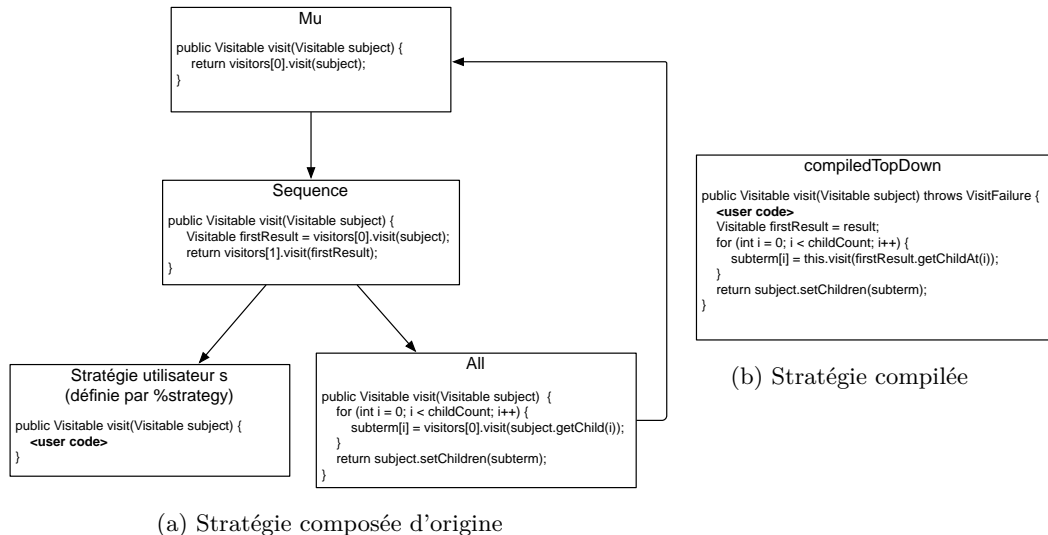 Mu
public Visitable visit(Visitable subject) {
return visitors[0].visit(subject);
}
Sequence
public Visitable visit(Visitable subject) {
Visitable firstResult = visitors[0].visit(subject);
return visitors[1].visit(firstResult);
}
Stratégie utilisateur s
(définie par %strategy)
public Visitable visit(Visitable subject) {
<user code>
}
All
public Visitable visit(Visitable subject)  {
for (int i = 0; i < childCount; i++) {
subterm[i] = visitors[0].visit(subject.getChild(i));
}
return subject.setChildren(subterm);
}
(a) Stratégie composée d'origine
compiledTopDown
public Visitable visit(Visitable subject) throws VisitFailure {
<user code>
Visitable firstResult = result;
for (int i = 0; i < childCount; i++) {
subterm[i] = this.visit(firstResult.getChildAt(i));
}
return subject.setChildren(subterm);
}
(b) Stratégie compilée